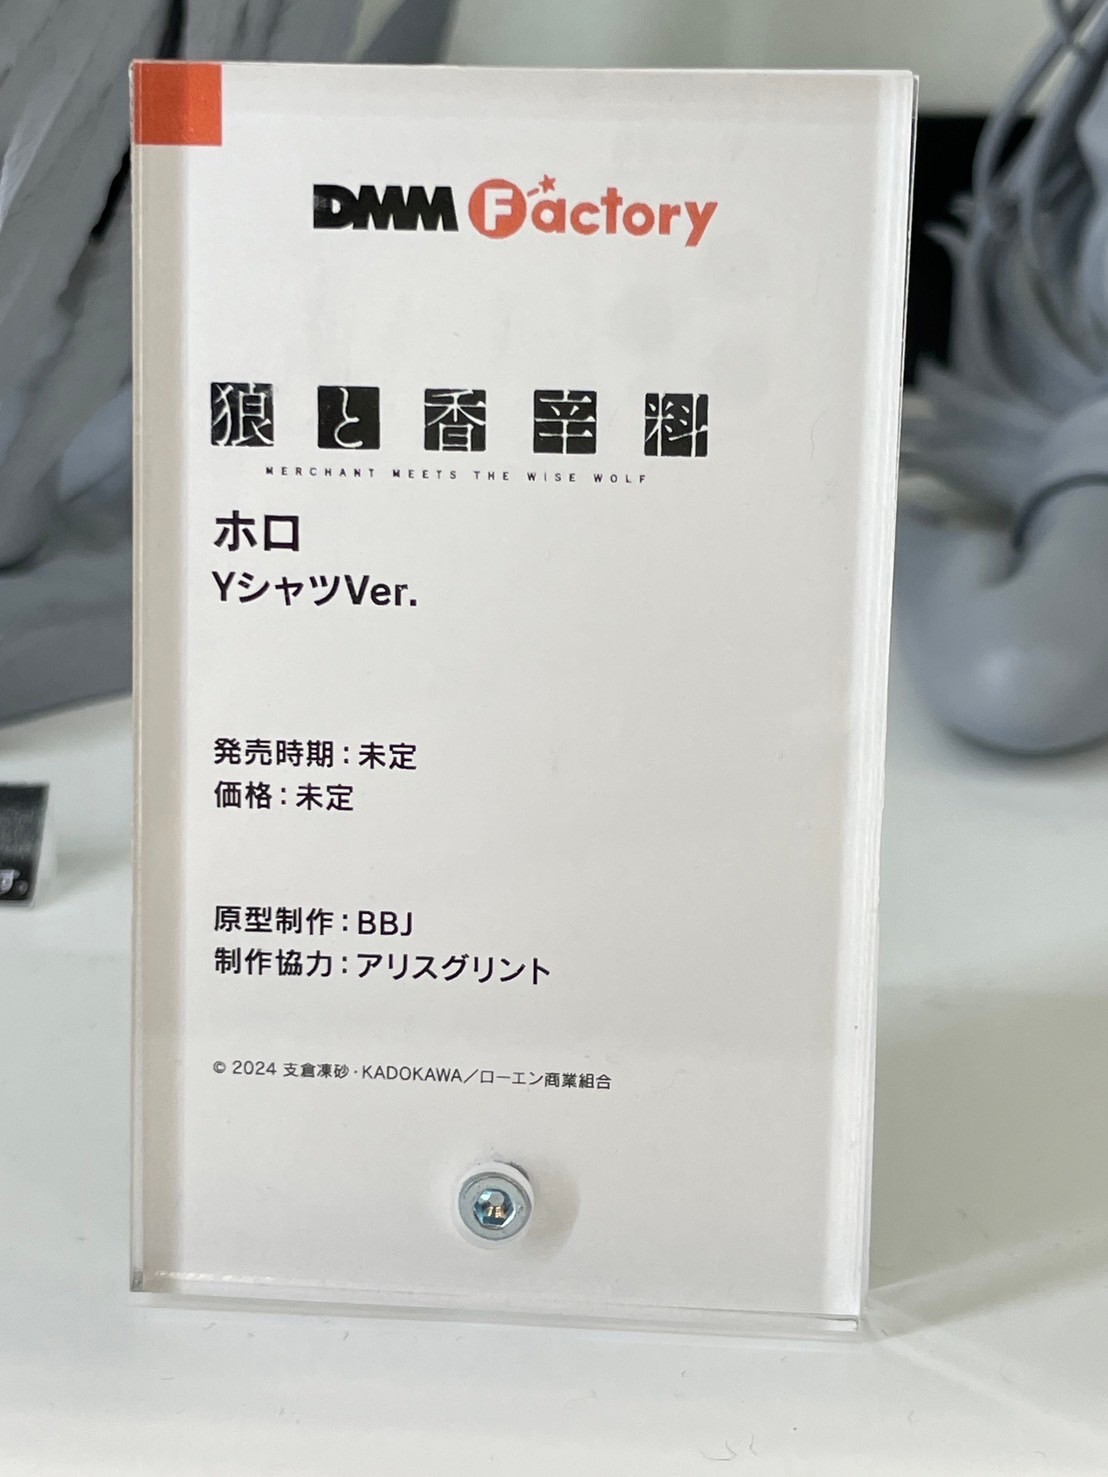 DMM Factory
狼と香辛料
MERCHANT MEETS THE WISE WOLF
ホロ
YシャツVer.
発売時期：未定
価格：未定
原型制作：BBJ
制作協力：アリスグリント
© 2024 支倉凍砂・KADOKAWA／ローエン商業組合